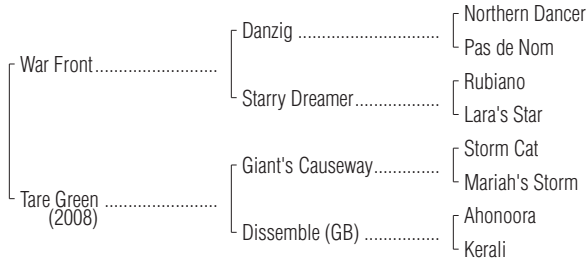 Northern Dancer
Danzig
Pas de Nom
War Front
Rubiano
Starry Dreamer
Lara's Star
Storm Cat
Giant's Causeway
Mariah's Storm
Tare Green
(2008)
Ahonoora
Dissemble (GB)
Kerali